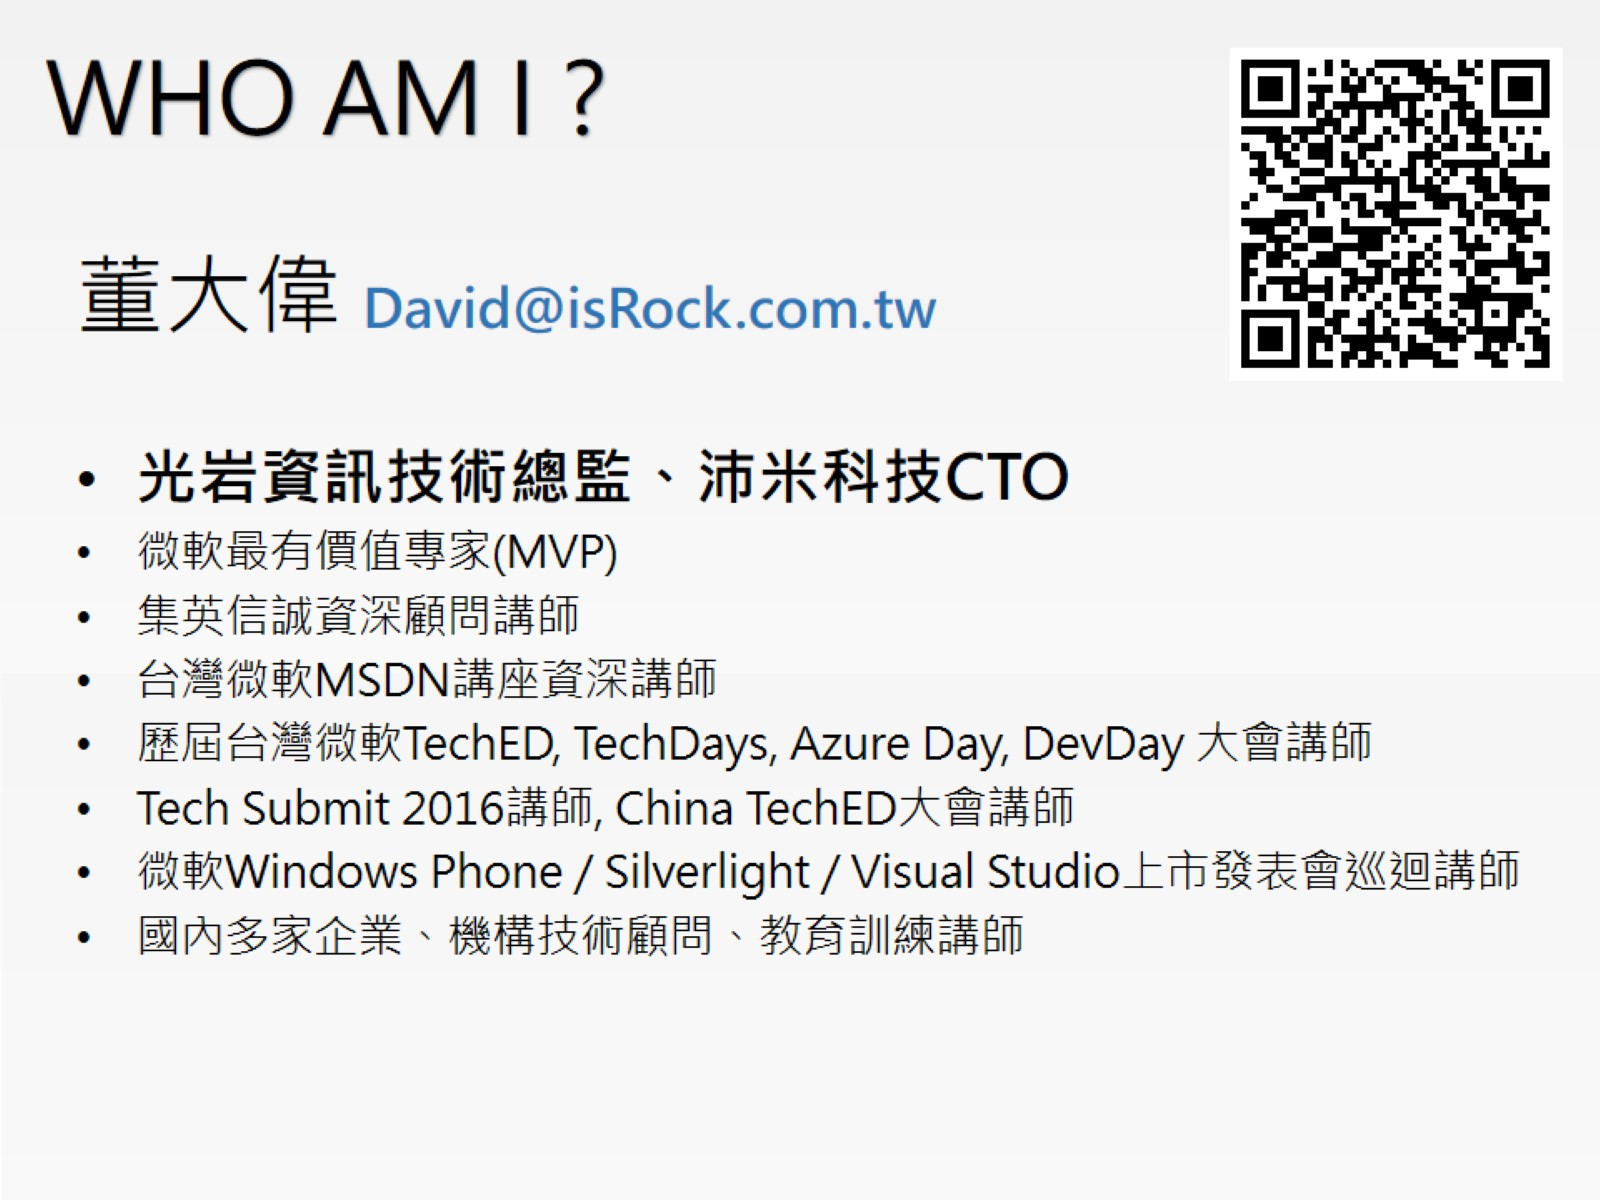 WHO AM I ?
董大偉 David@isRock.com.tw
• 光岩資訊技術總監、沛米科技CTO
• 微軟最有價值專家(MVP)
• 集英信誠資深顧問講師
• 台灣微軟MSDN講座資深講師
• 歷屆台灣微軟TechED, TechDays, Azure Day, DevDay 大會講師
• Tech Submit 2016講師, China TechED大會講師
• 微軟Windows Phone / Silverlight / Visual Studio上市發表會巡迴講師
• 國內多家企業、機構技術顧問、教育訓練講師